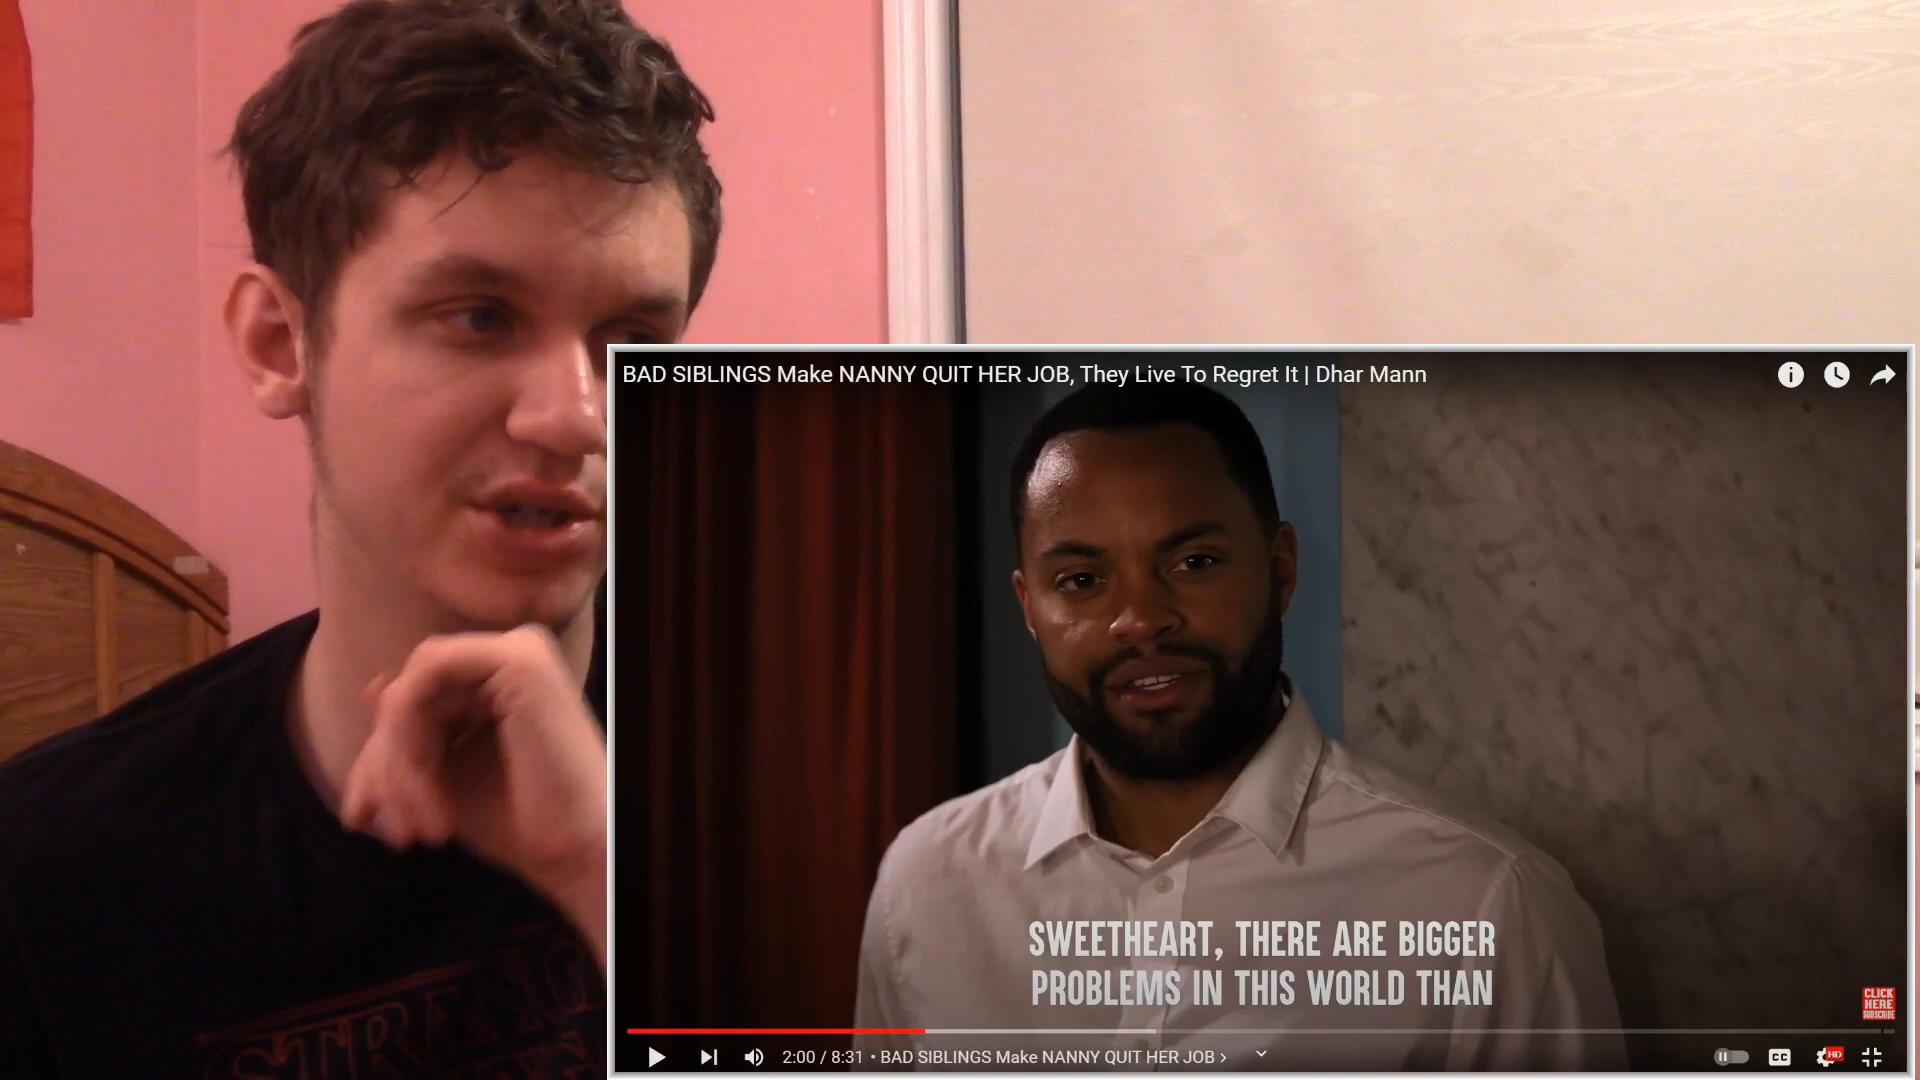 BAD SIBLINGS Make NANNY QUIT HER JOB, They Live To Regret It | Dhar Mann
SWEETHEART, THERE ARE BIGGER
PROBLEMS IN THIS WORLD THAN
CLICK
HERE
SUBSCRIBE
2:00 / 8:31 • BAD SIBLINGS Make NANNY QUIT HER JOB ›
CC
HD
STRANG